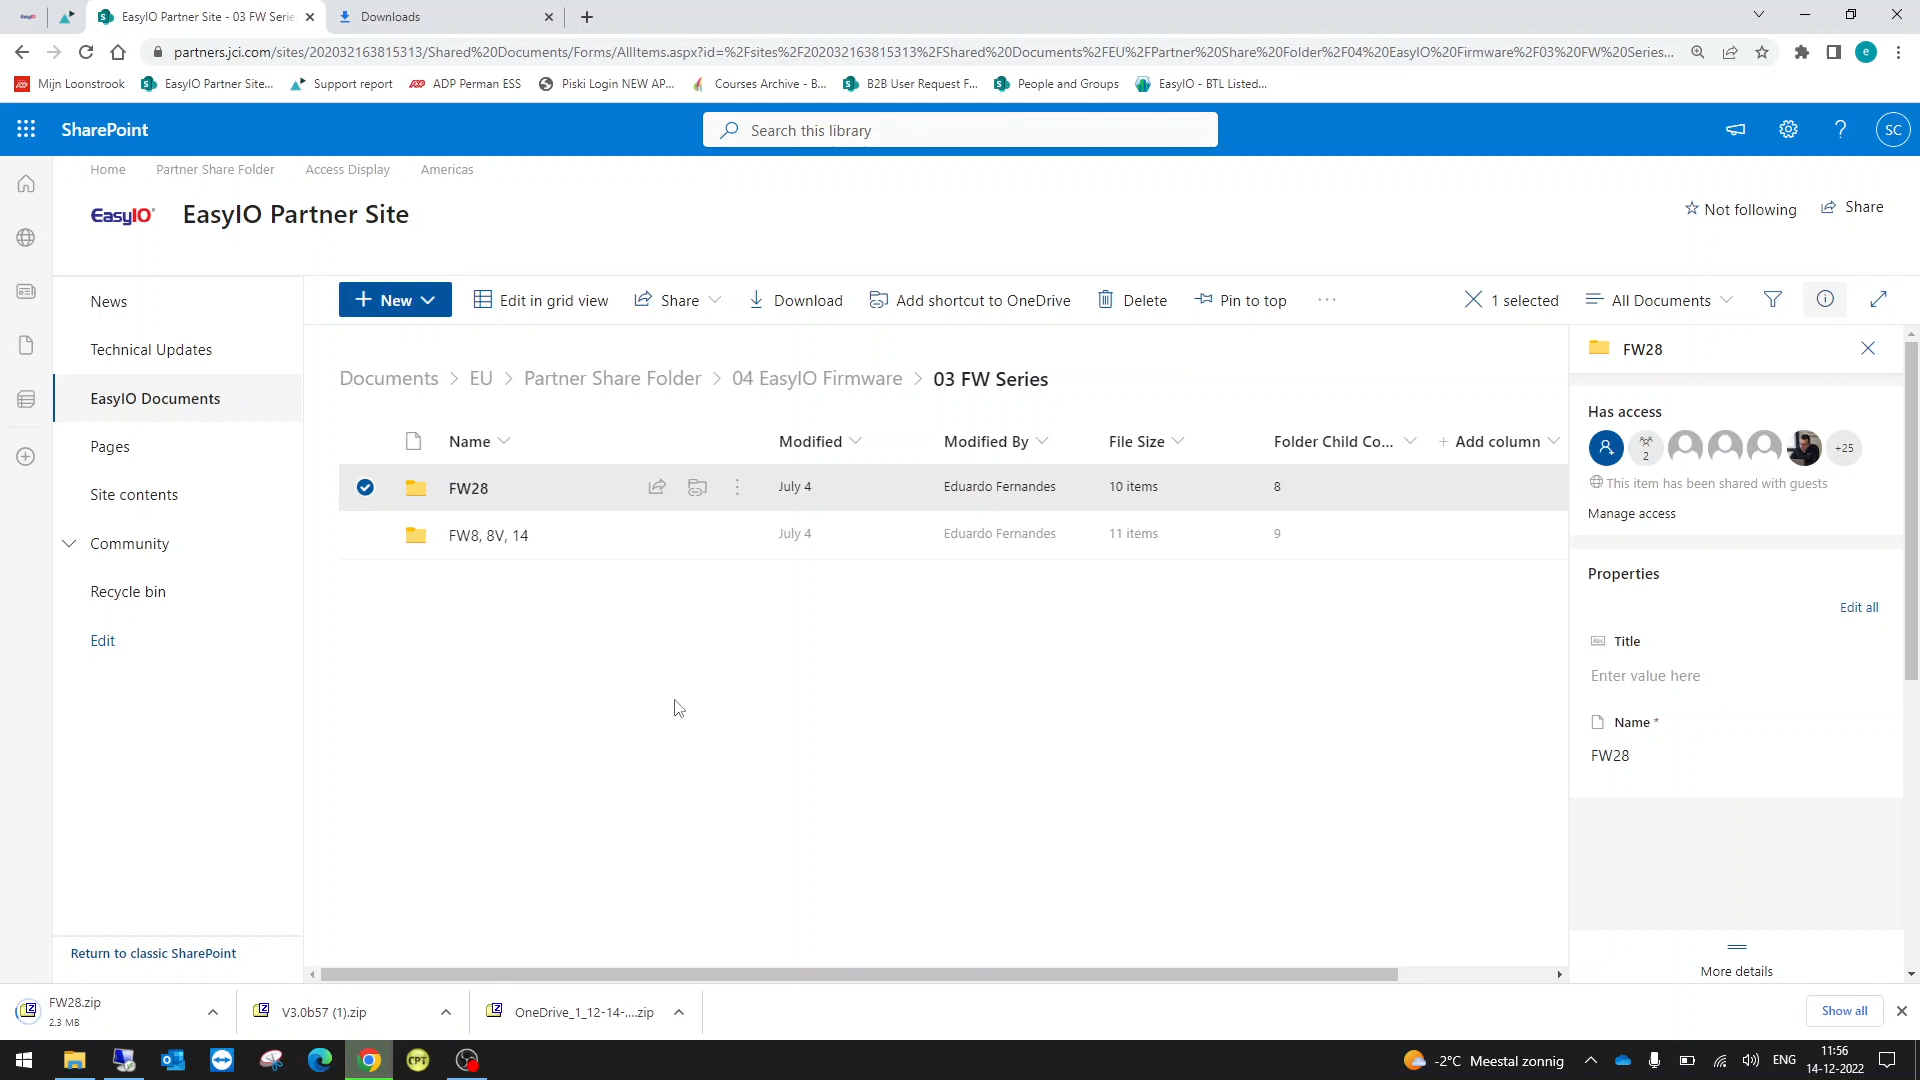 EasyIO Partner Site - 03 FW Serie
Downloads
partners.jci.com/sites/202032163815313/Shared%20Documents/Forms/AllItems.aspx?id=%2Fsites%2F202032163815313%2FShared%20Documents%2FEU%2FPartner%20Share%20Folder%2F04%20EasyIO%20Firmware%2F03%20FW%20Series...
e
Mijn Loonstrook
EasyIO Partner Site...
Support report
ADP Perman ESS
Piski Login NEW AP...
Courses Archive - B...
B2B User Request F...
People and Groups
EasyIO - BTL Listed...
SharePoint
Search this library
SC
Home
Partner Share Folder
Access Display
Americas
EasyIO
EasyIO Partner Site
Not following
Share
News
Technical Updates
EasyIO Documents
Pages
Site contents
Community
Recycle bin
Edit
Return to classic SharePoint
New
Edit in grid view
Share
Download
Add shortcut to OneDrive
Delete
Pin to top
1 selected
All Documents
Documents > EU > Partner Share Folder > 04 EasyIO Firmware > 03 FW Series
Name
Modified
Modified By
File Size
Folder Child Co...
+ Add column
FW28
July 4
Eduardo Fernandes
10 items
8
FW8, 8V, 14
July 4
Eduardo Fernandes
11 items
9
FW28
Has access
2
+25
This item has been shared with guests
Manage access
Properties
Edit all
Abc
Title
Enter value here
Name *
FW28
More details
FW28.zip
2.3 MB
V3.0b57 (1).zip
OneDrive_1_12-14-....zip
Show all
CPT
-2°C Meestal zonnig
ENG
11:56
14-12-2022